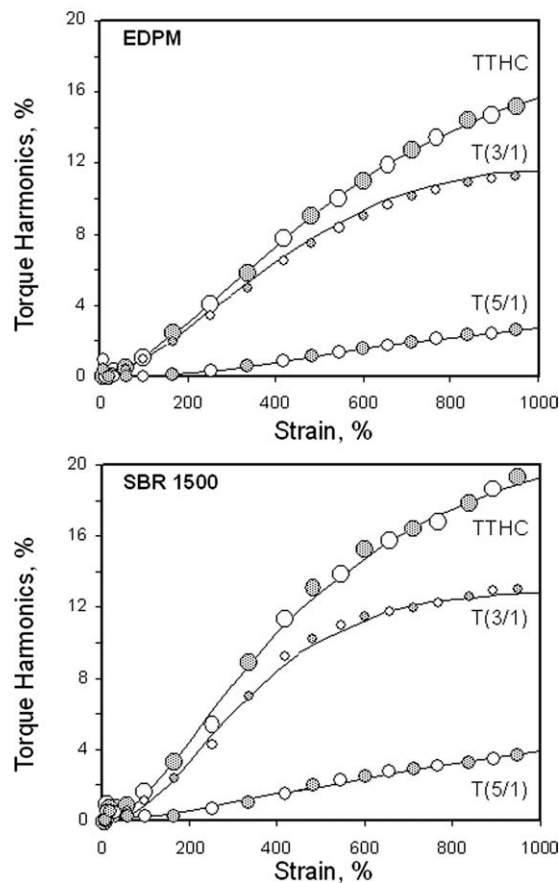 EDPM
20
TTHC
16
12
T(3/1)
8
4
T(5/1)
0
Torque Harmonics, %
0 200 400 600 800 1000
Strain, %
20
SBR 1500
TTHC
16
12
T(3/1)
8
4
T(5/1)
0
Torque Harmonics, %
0 200 400 600 800 1000
Strain, %